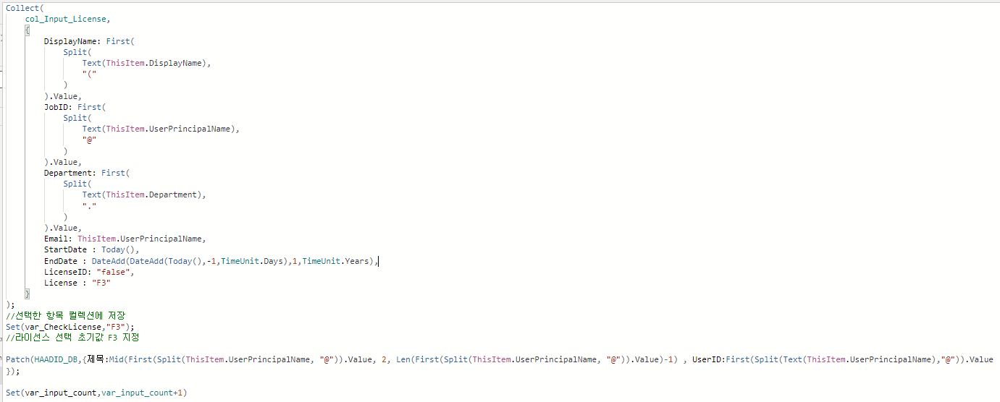 Collect(
col_Input_License,
{
DisplayName: First(
Split(
Text(ThisItem.DisplayName),
"("
)
).Value,
JobID: First(
Split(
Text(ThisItem.UserPrincipalName),
"@"
)
).Value,
Department: First(
Split(
Text(ThisItem.Department),
"."
)
).Value,
Email: ThisItem.UserPrincipalName,
StartDate : Today(),
EndDate : DateAdd(DateAdd(Today(),-1,TimeUnit.Days),1,TimeUnit.Years),
LicenseID: "false",
License : "F3"
}
);
//선택한 항목 컬렉션에 저장
Set(var_CheckLicense,"F3");
//라이센스 선택 초기값 F3 지정
Patch(HAADID_DB,{제목:Mid(First(Split(ThisItem.UserPrincipalName, "@")).Value, 2, Len(First(Split(ThisItem.UserPrincipalName, "@")).Value)-1) , UserID:First(Split(Text(ThisItem.UserPrincipalName),"@")).Value
});
Set(var_input_count,var_input_count+1)